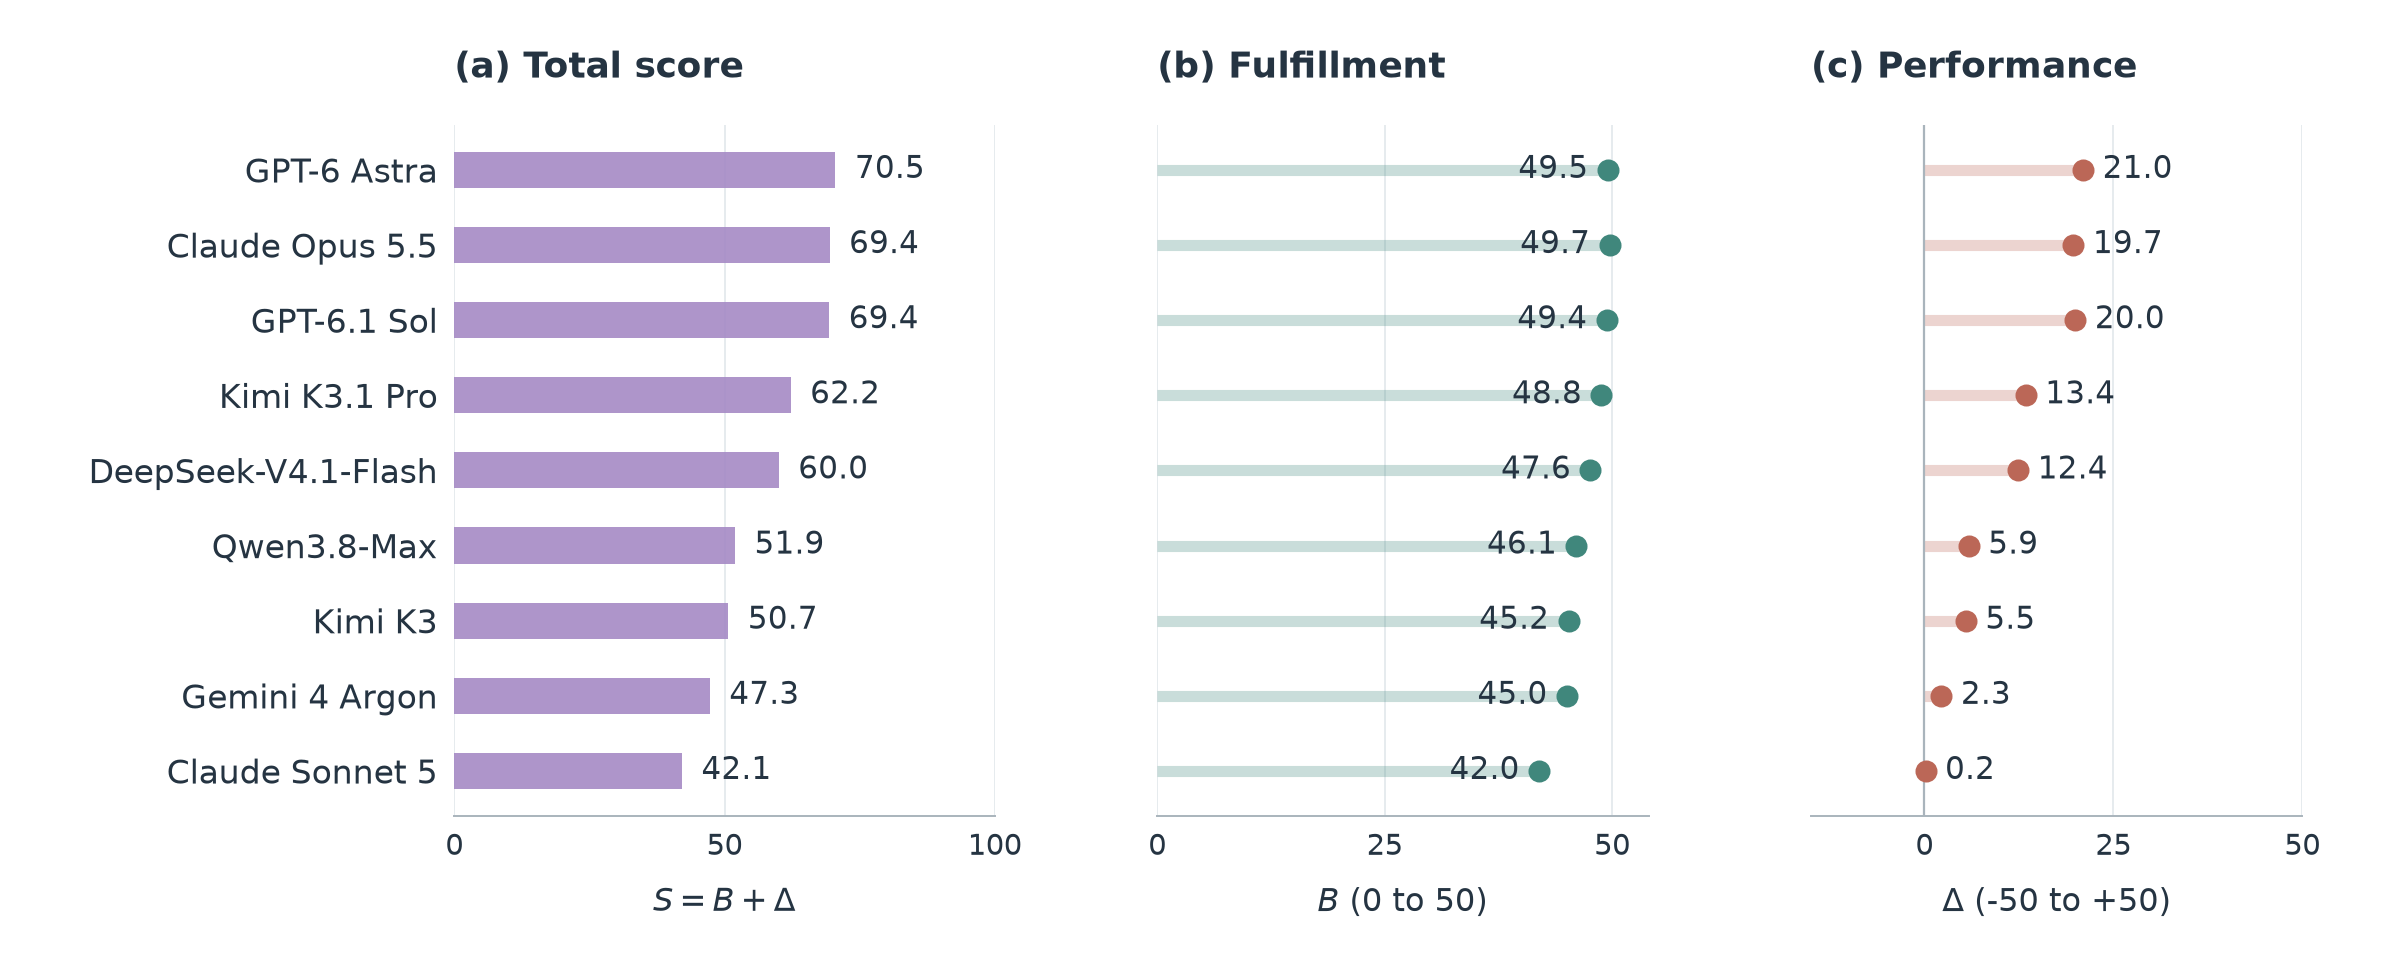 (a) Total score
(b) Fulfillment
(c) Performance
GPT-6 Astra 70.5 49.5 21.0
Claude Opus 5.5 69.4 49.7 19.7
GPT-6.1 Sol 69.4 49.4 20.0
Kimi K3.1 Pro 62.2 48.8 13.4
DeepSeek-V4.1-Flash 60.0 47.6 12.4
Qwen3.8-Max 51.9 46.1 5.9
Kimi K3 50.7 45.2 5.5
Gemini 4 Argon 47.3 45.0 2.3
Claude Sonnet 5 42.1 42.0 0.2
0 50 100
0 25 50
0 25 50
S = B + Δ
B (0 to 50)
Δ (-50 to +50)